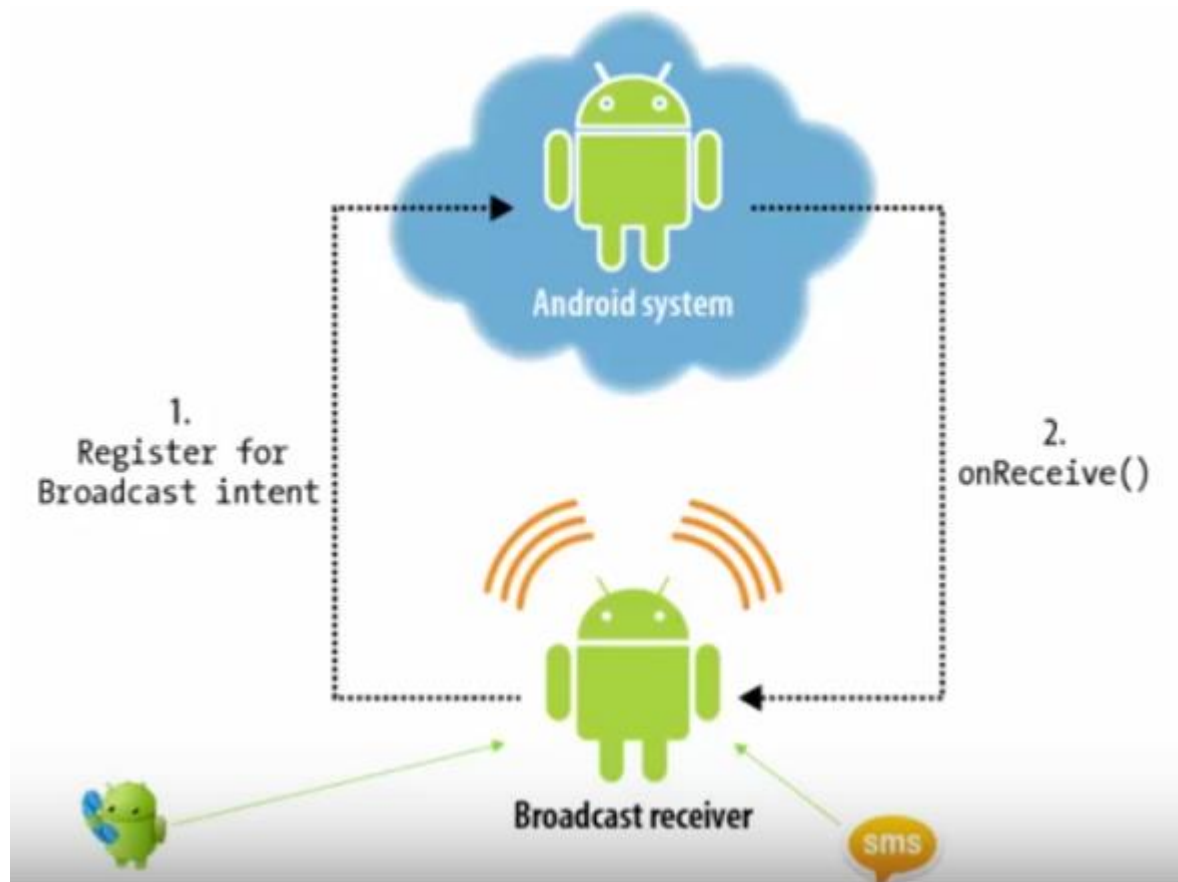 Android system
1.
Register for
Broadcast intent
2.
onReceive()
Broadcast receiver
sms